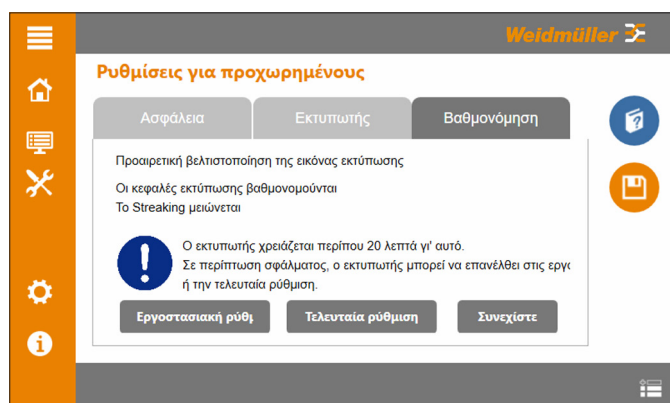 Weidmüller
Ρυθμίσεις για προχωρημένους
Ασφάλεια
Εκτυπωτής
Βαθμονόμηση
Προαιρετική βελτιστοποίηση της εικόνας εκτύπωσης
Οι κεφαλές εκτύπωσης βαθμονομούνται
Το Streaking μειώνεται
Ο εκτυπωτής χρειάζεται περίπου 20 λεπτά γι' αυτό.
Σε περίπτωση σφάλματος, ο εκτυπωτής μπορεί να επανέλθει στις εργο
ή την τελευταία ρύθμιση.
Εργοστασιακή ρύθμ
Τελευταία ρύθμιση
Συνεχίστε